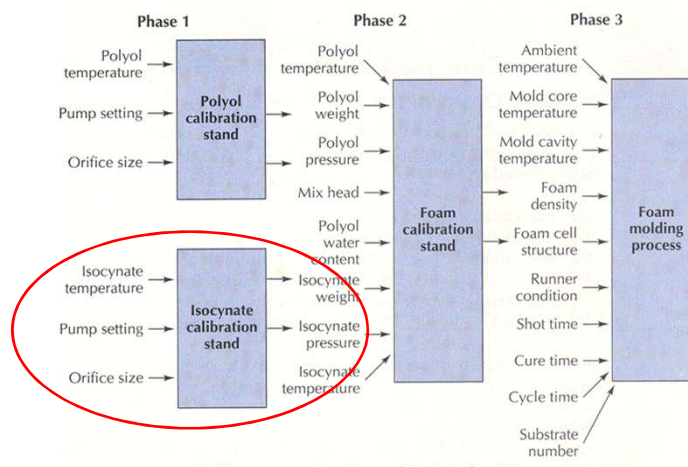 Phase 1
Polyol
temperature
Pump setting
Orifice size
Polyol
calibration
stand
Isocynate
temperature
Pump setting
Orifice size
Isocynate
calibration
stand
Phase 2
Polyol
temperature
Polyol
weight
Polyol
pressure
Mix head
Polyol
water
content
Isocynate
weight
Isocynate
pressure
Isocynate
temperature
Foam
calibration
stand
Phase 3
Ambient
temperature
Mold core
temperature
Mold cavity
temperature
Foam
density
Foam cell
structure
Runner
condition
Shot time
Cure time
Cycle time
Substrate
number
Foam
molding
process